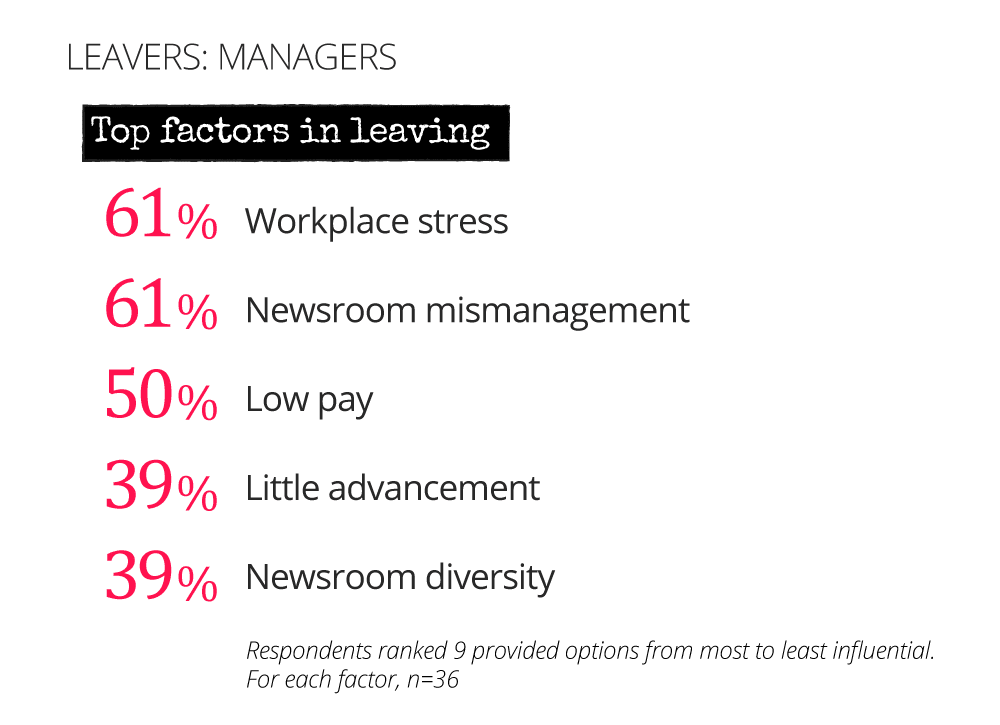 LEAVERS: MANAGERS
Top factors in leaving
61% Workplace stress
61% Newsroom mismanagement
50% Low pay
39% Little advancement
39% Newsroom diversity
Respondents ranked 9 provided options from most to least influential.
For each factor, n=36